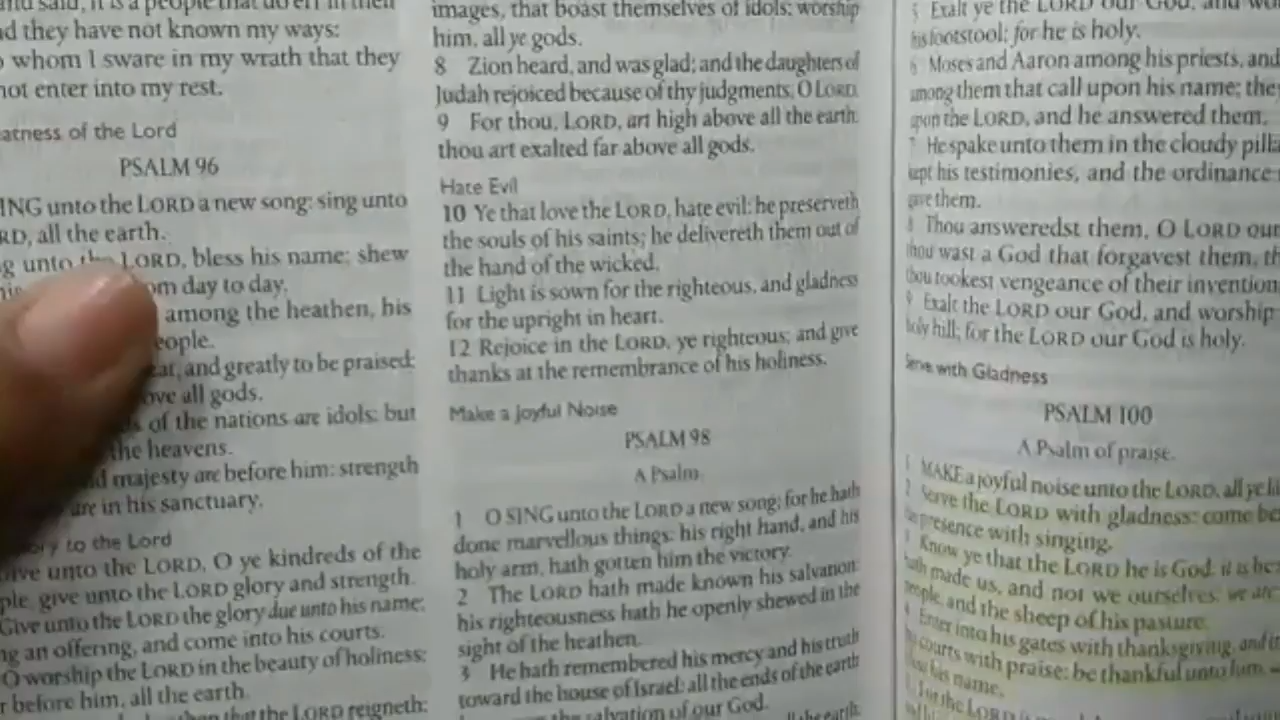 and said, it is a people that do err in their
d they have not known my ways:
whom I sware in my wrath that they
not enter into my rest.
atness of the Lord
PSALM 96
ING unto the LORD a new song: sing unto
RD, all the earth.
g unto the LORD, bless his name; shew
om day to day.
among the heathen, his
eople.
eat, and greatly to be praised:
ove all gods.
s of the nations are idols: but
the heavens.
d majesty are before him: strength
are in his sanctuary.
ory to the Lord
Give unto the LORD, O ye kindreds of the
ple, give unto the LORD glory and strength.
Give unto the LORD the glory due unto his name:
ng an offering, and come into his courts.
O worship the LORD in the beauty of holiness:
r before him, all the earth.
that the LORD reigneth:
images, that boast themselves of idols: worship
him, all ye gods.
8 Zion heard, and was glad; and the daughters of
Judah rejoiced because of thy judgments, O LORD.
9 For thou, LORD, art high above all the earth:
thou art exalted far above all gods.
Hate Evil
10 Ye that love the LORD, hate evil: he preserveth
the souls of his saints; he delivereth them out of
the hand of the wicked.
11 Light is sown for the righteous, and gladness
for the upright in heart.
12 Rejoice in the LORD, ye righteous; and give
thanks at the remembrance of his holiness.
Make a Joyful Noise
PSALM 98
A Psalm.
1 O SING unto the LORD a new song; for he hath
done marvellous things: his right hand, and his
holy arm, hath gotten him the victory.
2 The LORD hath made known his salvation:
his righteousness hath he openly shewed in the
sight of the heathen.
3 He hath remembered his mercy and his truth
toward the house of Israel: all the ends of the earth
salvation of our God.
all the earth:
5 Exalt ye the LORD our God, and wor
his footstool; for he is holy.
6 Moses and Aaron among his priests, and
among them that call upon his name; they
upon the LORD, and he answered them.
7 He spake unto them in the cloudy pilla
kept his testimonies, and the ordinance
gave them.
8 Thou answeredst them, O LORD our
thou wast a God that forgavest them, th
thou tookest vengeance of their invention
9 Exalt the LORD our God, and worship
holy hill; for the LORD our God is holy.
Serve with Gladness
PSALM 100
A Psalm of praise.
1 MAKE a joyful noise unto the LORD, all ye la
2 Serve the LORD with gladness: come be
presence with singing.
3 Know ye that the LORD he is God: it is he
hath made us, and not we ourselves; we are
people, and the sheep of his pasture.
4 Enter into his gates with thanksgiving, and i
courts with praise: be thankful unto him,
his name.
5 For the LORD is